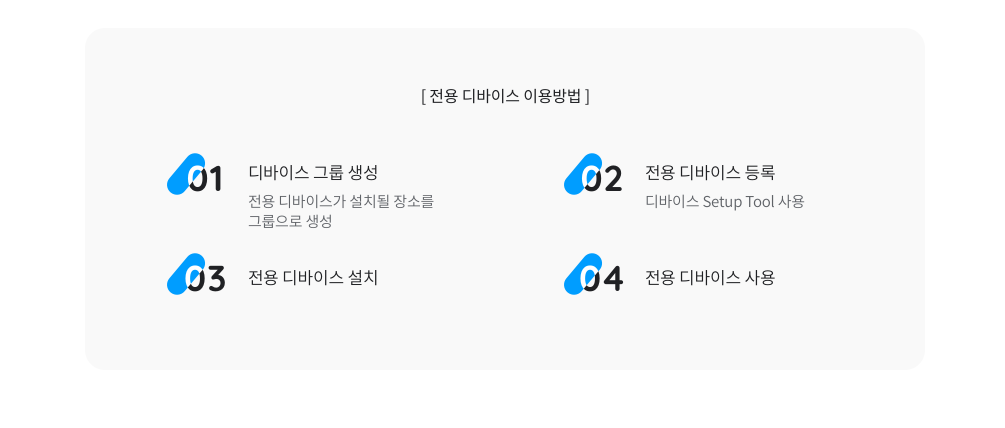 [ 전용 디바이스 이용방법 ]
01 디바이스 그룹 생성
전용 디바이스가 설치될 장소를
그룹으로 생성
02 전용 디바이스 등록
디바이스 Setup Tool 사용
03 전용 디바이스 설치
04 전용 디바이스 사용